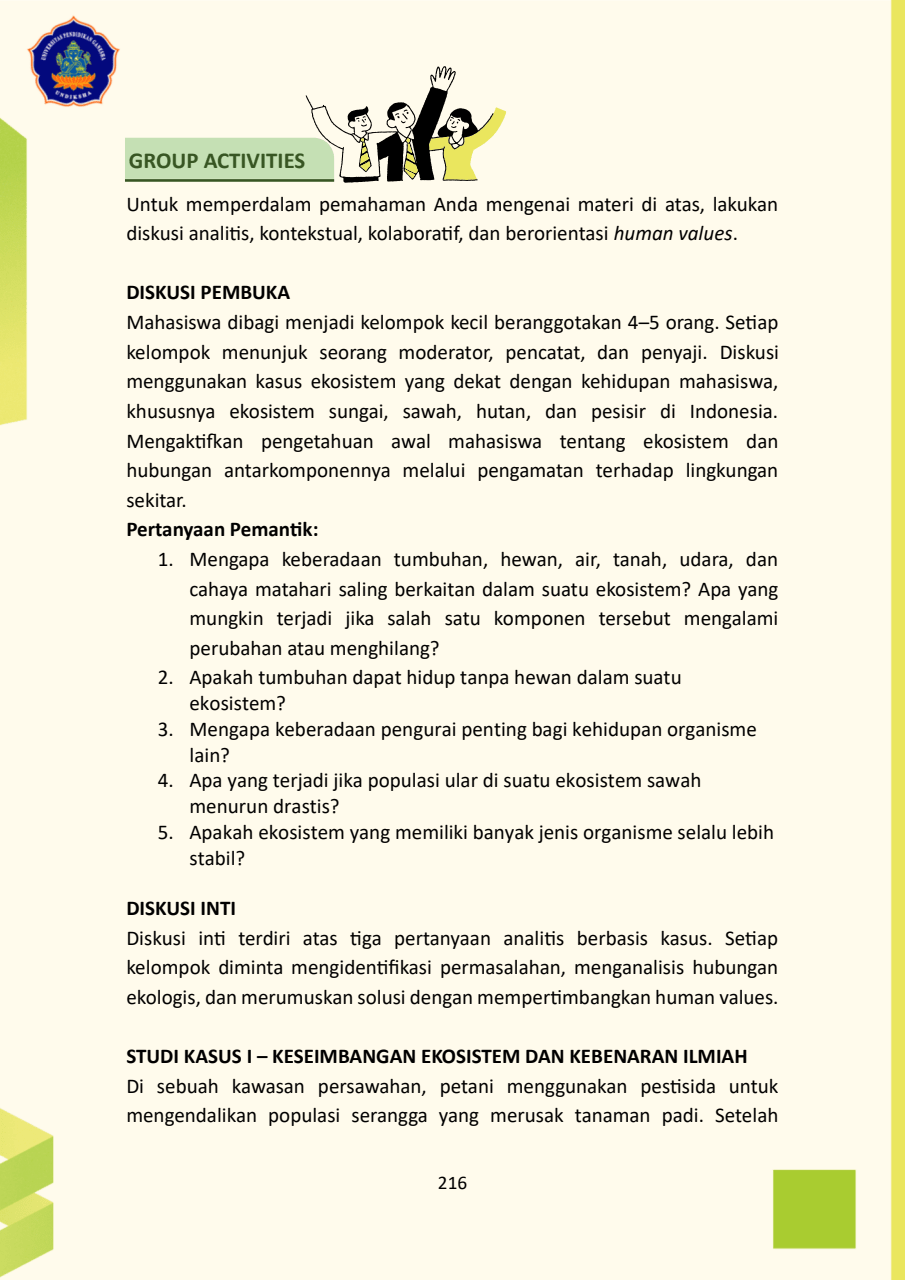 UNIVERSITAS PENDIDIKAN GANESHA
UNDIKSHA
GROUP ACTIVITIES
Untuk memperdalam pemahaman Anda mengenai materi di atas, lakukan
diskusi analitis, kontekstual, kolaboratif, dan berorientasi human values.
DISKUSI PEMBUKA
Mahasiswa dibagi menjadi kelompok kecil beranggotakan 4–5 orang. Setiap
kelompok menunjuk seorang moderator, pencatat, dan penyaji. Diskusi
menggunakan kasus ekosistem yang dekat dengan kehidupan mahasiswa,
khususnya ekosistem sungai, sawah, hutan, dan pesisir di Indonesia.
Mengaktifkan pengetahuan awal mahasiswa tentang ekosistem dan
hubungan antarkomponennya melalui pengamatan terhadap lingkungan
sekitar.
Pertanyaan Pemantik:
1. Mengapa keberadaan tumbuhan, hewan, air, tanah, udara, dan
cahaya matahari saling berkaitan dalam suatu ekosistem? Apa yang
mungkin terjadi jika salah satu komponen tersebut mengalami
perubahan atau menghilang?
2. Apakah tumbuhan dapat hidup tanpa hewan dalam suatu
ekosistem?
3. Mengapa keberadaan pengurai penting bagi kehidupan organisme
lain?
4. Apa yang terjadi jika populasi ular di suatu ekosistem sawah
menurun drastis?
5. Apakah ekosistem yang memiliki banyak jenis organisme selalu lebih
stabil?
DISKUSI INTI
Diskusi inti terdiri atas tiga pertanyaan analitis berbasis kasus. Setiap
kelompok diminta mengidentifikasi permasalahan, menganalisis hubungan
ekologis, dan merumuskan solusi dengan mempertimbangkan human values.
STUDI KASUS I – KESEIMBANGAN EKOSISTEM DAN KEBENARAN ILMIAH
Di sebuah kawasan persawahan, petani menggunakan pestisida untuk
mengendalikan populasi serangga yang merusak tanaman padi. Setelah
216